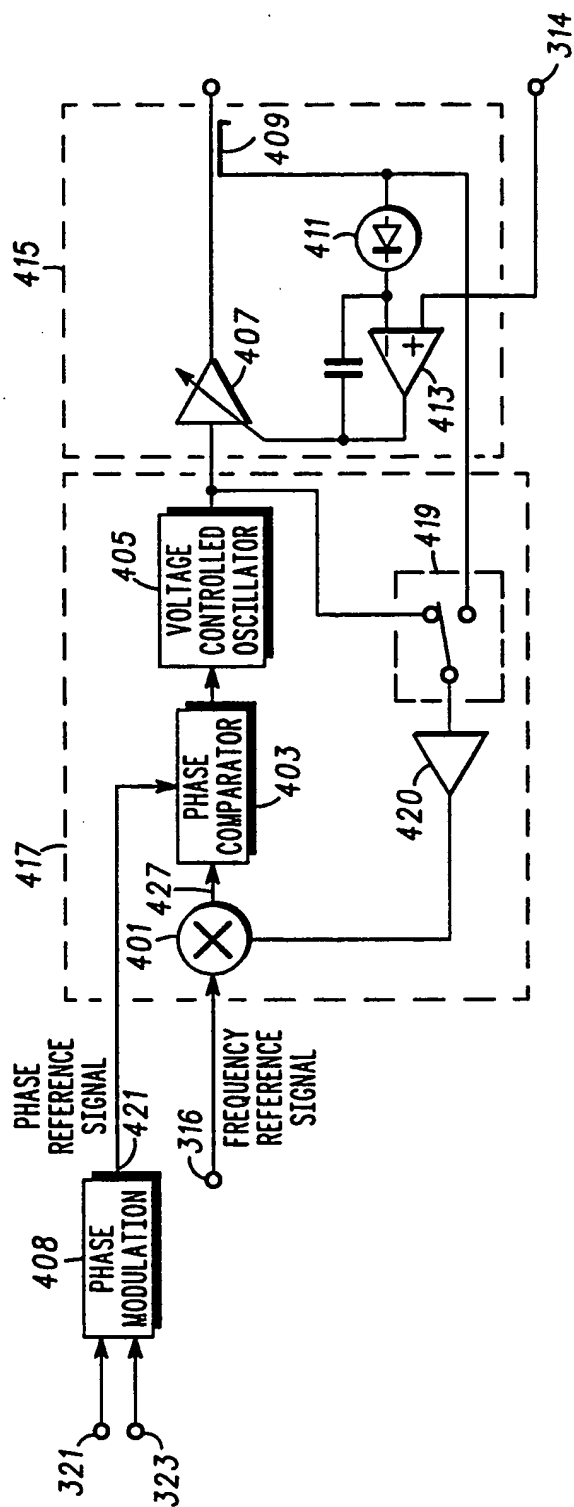 321
323
408
PHASE
MODULATION
421
PHASE
REFERENCE
SIGNAL
316
FREQUENCY
REFERENCE
SIGNAL
417
401
427
PHASE
COMPARATOR
403
405
VOLTAGE
CONTROLLED
OSCILLATOR
420
419
415
407
409
411
−
+
413
314